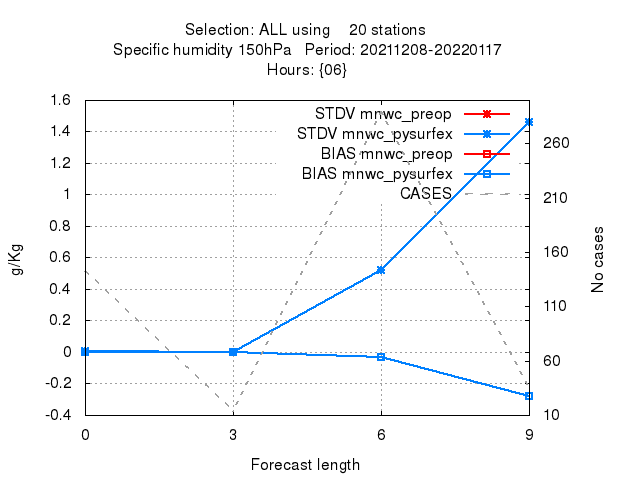 Selection: ALL using    20 stations
Specific humidity 150hPa   Period: 20211208-20220117
Hours: {06}
STDV mnwc_preop
STDV mnwc_pysurfex
BIAS mnwc_preop
BIAS mnwc_pysurfex
CASES
1.6
1.4
1.2
1
0.8
0.6
0.4
0.2
0
-0.2
-0.4
g/Kg
260
210
160
110
60
10
No cases
0 3 6 9
Forecast length